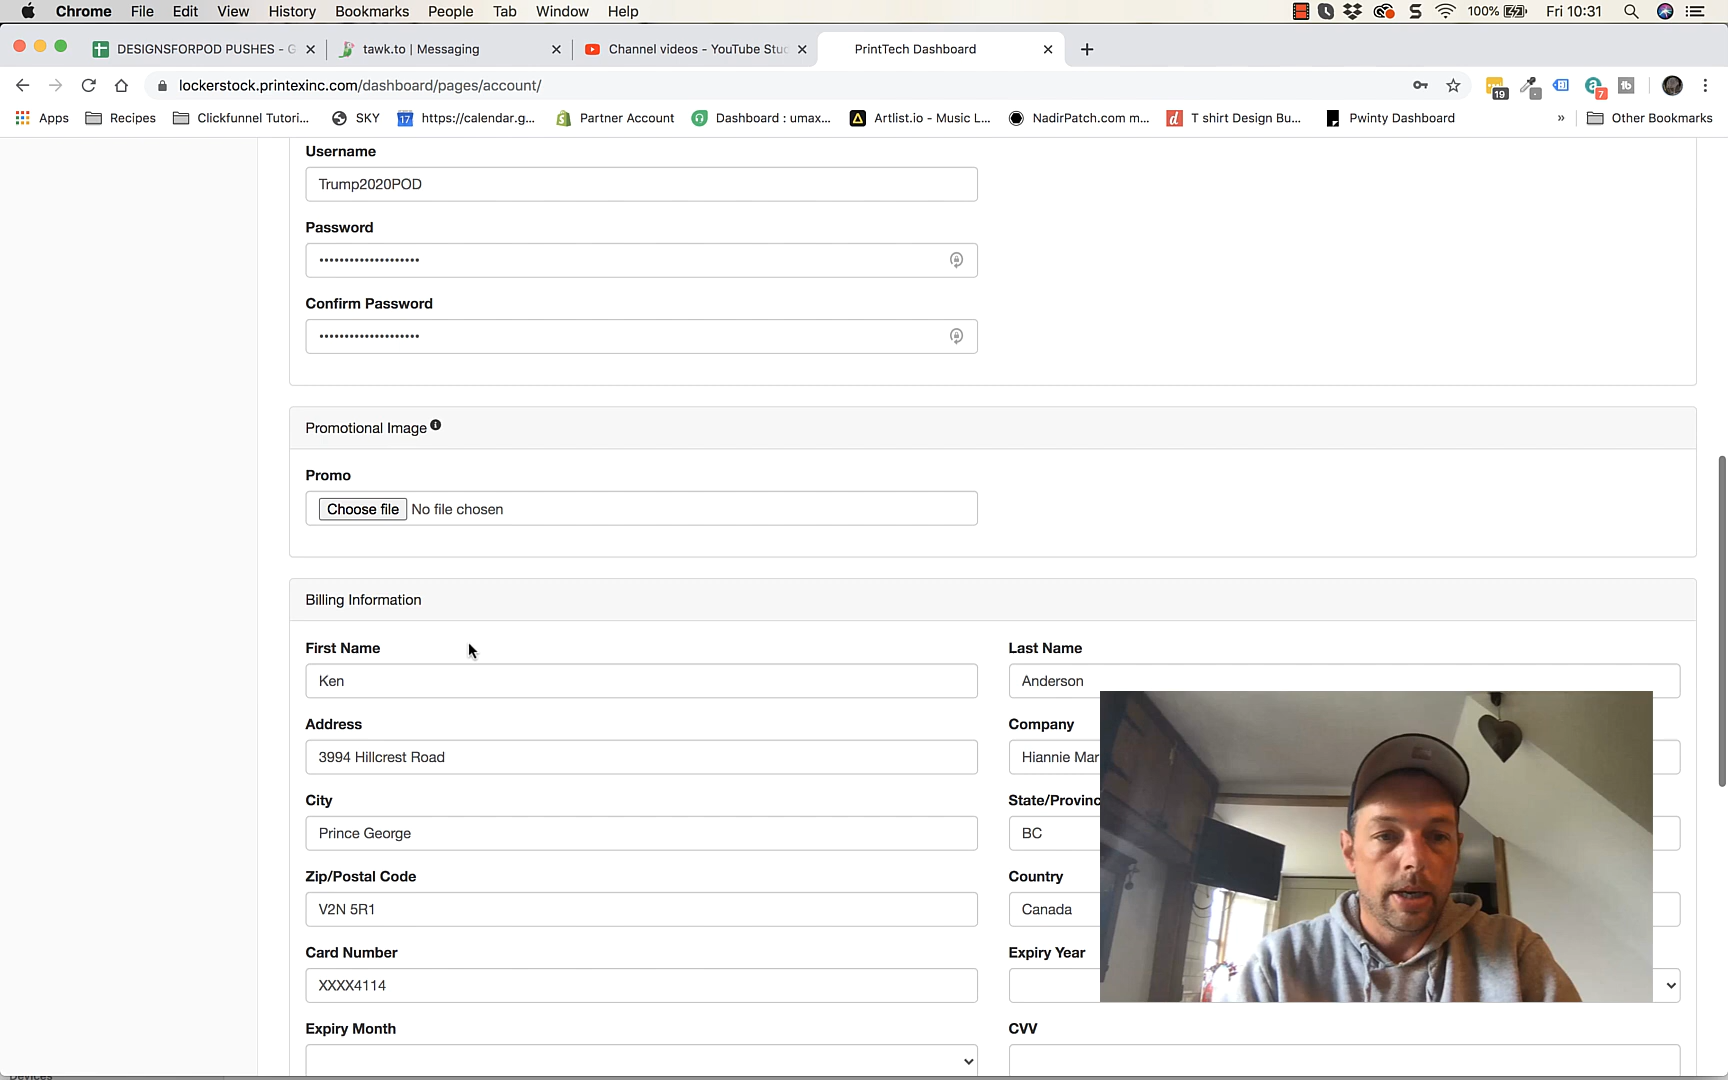 Chrome File Edit View History Bookmarks People Tab Window Help 100% Fri 10:31
DESIGNSFORPOD PUSHES - G tawk.to | Messaging Channel videos - YouTube Stu PrintTech Dashboard
lockerstock.printexinc.com/dashboard/pages/account/ 19 7
Apps Recipes Clickfunnel Tutori... SKY 17 https://calendar.g... Partner Account Dashboard : umax... Artlist.io - Music L... NadirPatch.com m... T shirt Design Bu... Pwinty Dashboard » Other Bookmarks
Username
Trump2020POD
Password
••••••••••••••••••••
Confirm Password
••••••••••••••••••••
Promotional Image
Promo
Choose file No file chosen
Billing Information
First Name Last Name
Ken Anderson
Address Company
3994 Hillcrest Road Hiannie Mar
City State/Provinc
Prince George BC
Zip/Postal Code Country
V2N 5R1 Canada
Card Number Expiry Year
XXXX4114
Expiry Month CVV